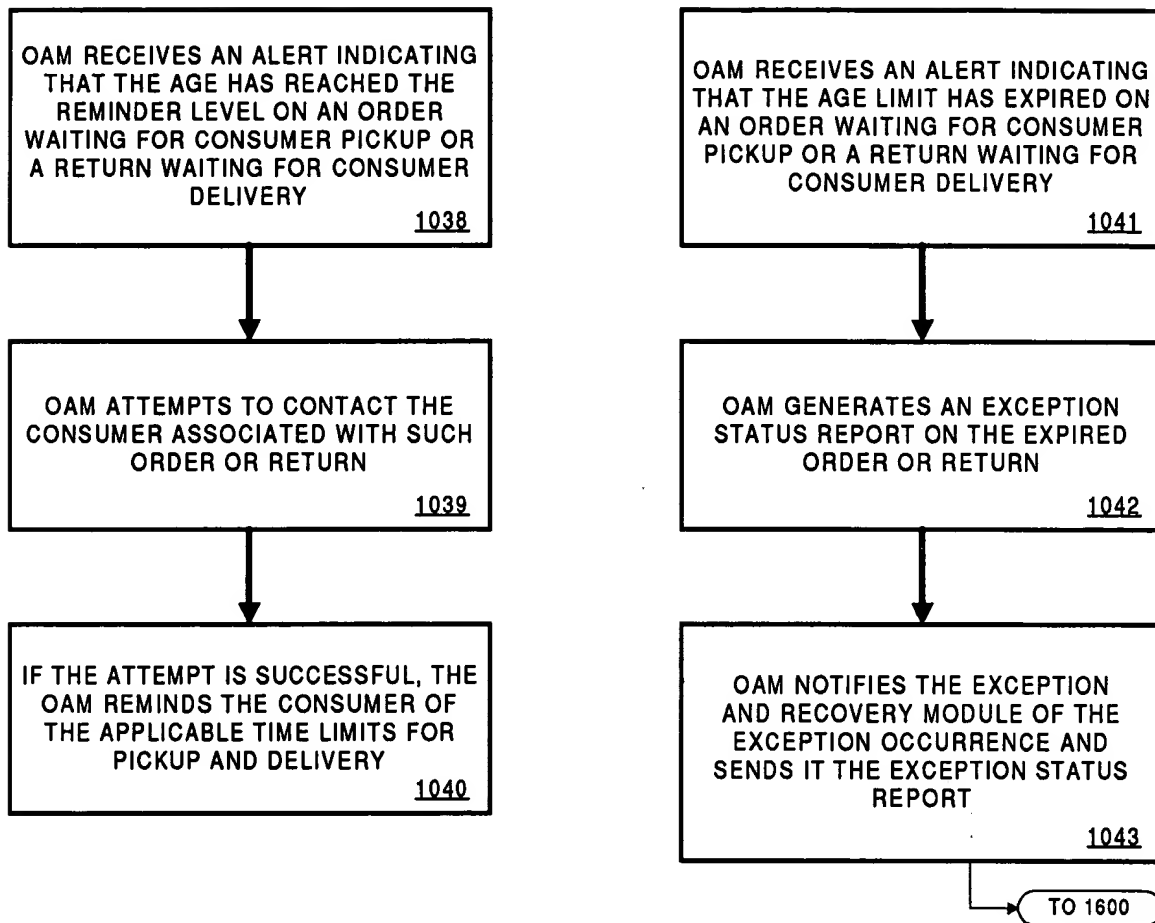 OAM RECEIVES AN ALERT INDICATING
THAT THE AGE HAS REACHED THE
REMINDER LEVEL ON AN ORDER
WAITING FOR CONSUMER PICKUP OR
A RETURN WAITING FOR CONSUMER
DELIVERY
1038
OAM ATTEMPTS TO CONTACT THE
CONSUMER ASSOCIATED WITH SUCH
ORDER OR RETURN
1039
IF THE ATTEMPT IS SUCCESSFUL, THE
OAM REMINDS THE CONSUMER OF
THE APPLICABLE TIME LIMITS FOR
PICKUP AND DELIVERY
1040
OAM RECEIVES AN ALERT INDICATING
THAT THE AGE LIMIT HAS EXPIRED ON
AN ORDER WAITING FOR CONSUMER
PICKUP OR A RETURN WAITING FOR
CONSUMER DELIVERY
1041
OAM GENERATES AN EXCEPTION
STATUS REPORT ON THE EXPIRED
ORDER OR RETURN
1042
OAM NOTIFIES THE EXCEPTION
AND RECOVERY MODULE OF THE
EXCEPTION OCCURRENCE AND
SENDS IT THE EXCEPTION STATUS
REPORT
1043
TO 1600